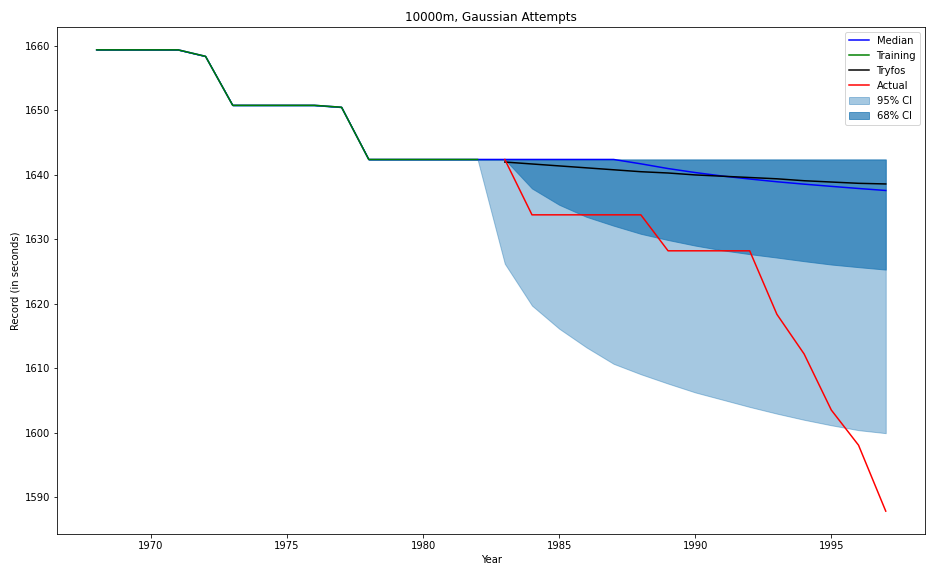 10000m, Gaussian Attempts
Median
Training
Tryfos
Actual
95% CI
68% CI
Record (in seconds)
1660
1650
1640
1630
1620
1610
1600
1590
1970
1975
1980
1985
1990
1995
Year